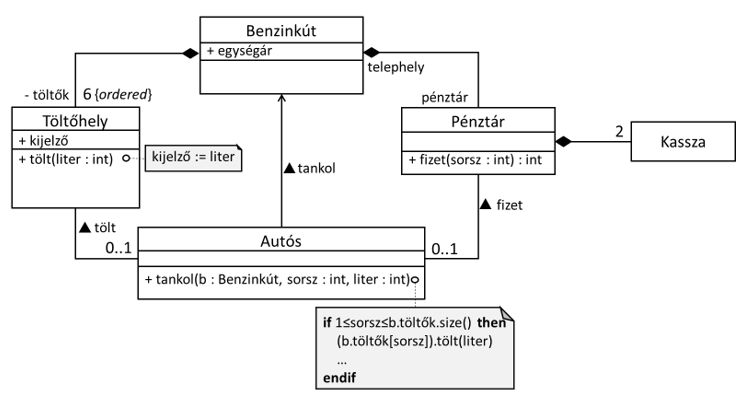 Benzinkút
+ egységár
telephely
- töltők 6 {ordered}
pénztár
Töltőhely
+ kijelző
+ tölt(liter : int)
kijelző := liter
Pénztár
+ fizet(sorsz : int) : int
2
Kassza
▲ tankol
▲ tölt
▲ fizet
0..1
0..1
Autós
+ tankol(b : Benzinkút, sorsz : int, liter : int)
if 1≤sorsz≤b.töltők.size() then
(b.töltők[sorsz]).tölt(liter)
...
endif